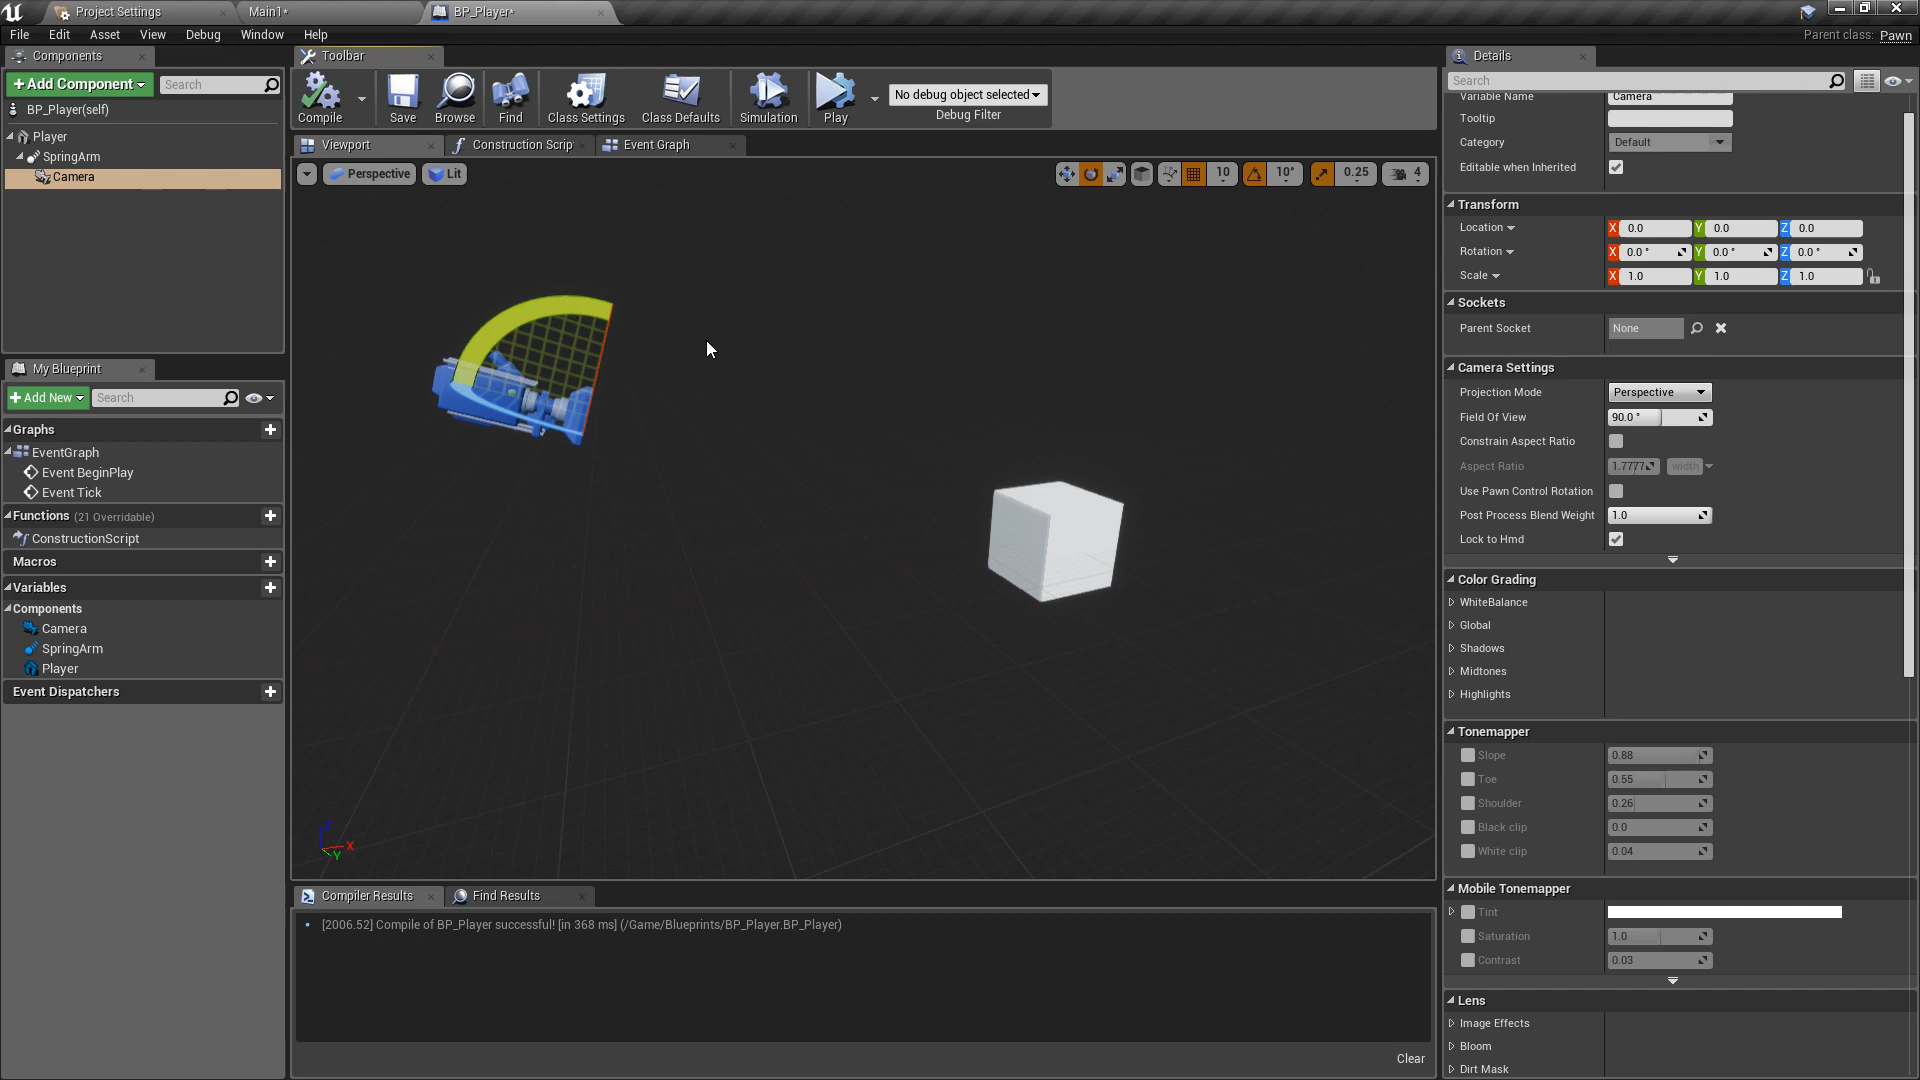 Project Settings
Main1*
BP_Player*
File Edit Asset View Debug Window Help
Parent class: Pawn
Components
+Add Component
Search
BP_Player(self)
Player
SpringArm
Camera
My Blueprint
+Add New
Search
Graphs
EventGraph
Event BeginPlay
Event Tick
Functions (21 Overridable)
ConstructionScript
Macros
Variables
Components
Camera
SpringArm
Player
Event Dispatchers
Toolbar
Compile
Save
Browse
Find
Class Settings
Class Defaults
Simulation
Play
No debug object selected
Debug Filter
Viewport
Construction Scrip
Event Graph
Perspective
Lit
10
10°
0.25
4
Z
X
Y
Compiler Results
Find Results
[2006.52] Compile of BP_Player successful! [in 368 ms] (/Game/Blueprints/BP_Player.BP_Player)
Clear
Details
Search
Variable Name Camera
Tooltip
Category Default
Editable when Inherited
Transform
Location X 0.0 Y 0.0 Z 0.0
Rotation X 0.0 ° Y 0.0 ° Z 0.0 °
Scale X 1.0 Y 1.0 Z 1.0
Sockets
Parent Socket None
Camera Settings
Projection Mode Perspective
Field Of View 90.0 °
Constrain Aspect Ratio
Aspect Ratio 1.7777 width
Use Pawn Control Rotation
Post Process Blend Weight 1.0
Lock to Hmd
Color Grading
WhiteBalance
Global
Shadows
Midtones
Highlights
Tonemapper
Slope 0.88
Toe 0.55
Shoulder 0.26
Black clip 0.0
White clip 0.04
Mobile Tonemapper
Tint
Saturation 1.0
Contrast 0.03
Lens
Image Effects
Bloom
Dirt Mask